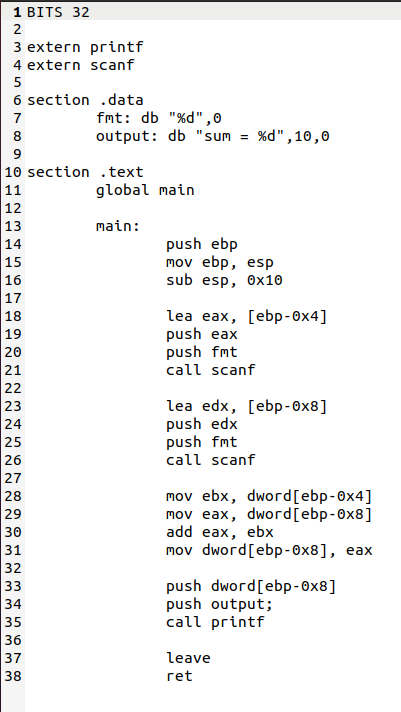 1 BITS 32
2
3 extern printf
4 extern scanf
5
6 section .data
7         fmt: db "%d",0
8         output: db "sum = %d",10,0
9
10 section .text
11         global main
12
13         main:
14                 push ebp
15                 mov ebp, esp
16                 sub esp, 0x10
17
18                 lea eax, [ebp-0x4]
19                 push eax
20                 push fmt
21                 call scanf
22
23                 lea edx, [ebp-0x8]
24                 push edx
25                 push fmt
26                 call scanf
27
28                 mov ebx, dword[ebp-0x4]
29                 mov eax, dword[ebp-0x8]
30                 add eax, ebx
31                 mov dword[ebp-0x8], eax
32
33                 push dword[ebp-0x8]
34                 push output;
35                 call printf
36
37                 leave
38                 ret